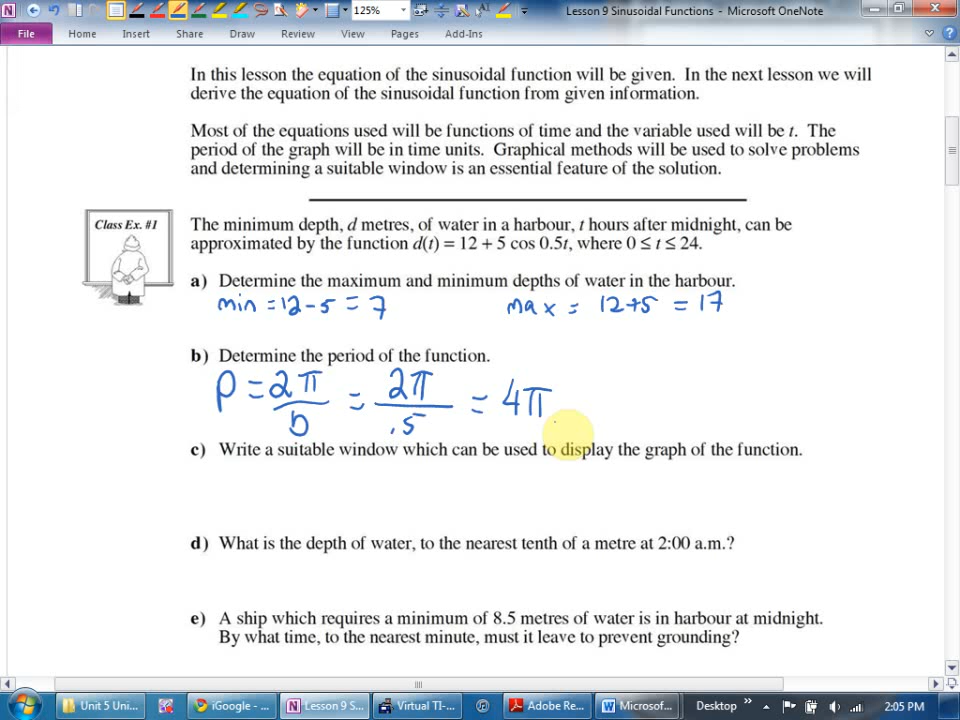 Lesson 9 Sinusoidal Functions - Microsoft OneNote
125%
File Home Insert Share Draw Review View Pages Add-Ins
In this lesson the equation of the sinusoidal function will be given. In the next lesson we will
derive the equation of the sinusoidal function from given information.
Most of the equations used will be functions of time and the variable used will be t. The
period of the graph will be in time units. Graphical methods will be used to solve problems
and determining a suitable window is an essential feature of the solution.
Class Ex. #1
The minimum depth, d metres, of water in a harbour, t hours after midnight, can be
approximated by the function d(t) = 12 + 5 cos 0.5t, where 0 ≤ t ≤ 24.
a) Determine the maximum and minimum depths of water in the harbour.
min = 12 - 5 = 7 max = 12+5 = 17
b) Determine the period of the function.
P = 2π/b = 2π/.5 = 4π
c) Write a suitable window which can be used to display the graph of the function.
d) What is the depth of water, to the nearest tenth of a metre at 2:00 a.m.?
e) A ship which requires a minimum of 8.5 metres of water is in harbour at midnight.
By what time, to the nearest minute, must it leave to prevent grounding?
Unit 5 Uni... iGoogle - ... Lesson 9 S... Virtual TI-... Adobe Re... Microsof... Desktop 2:05 PM